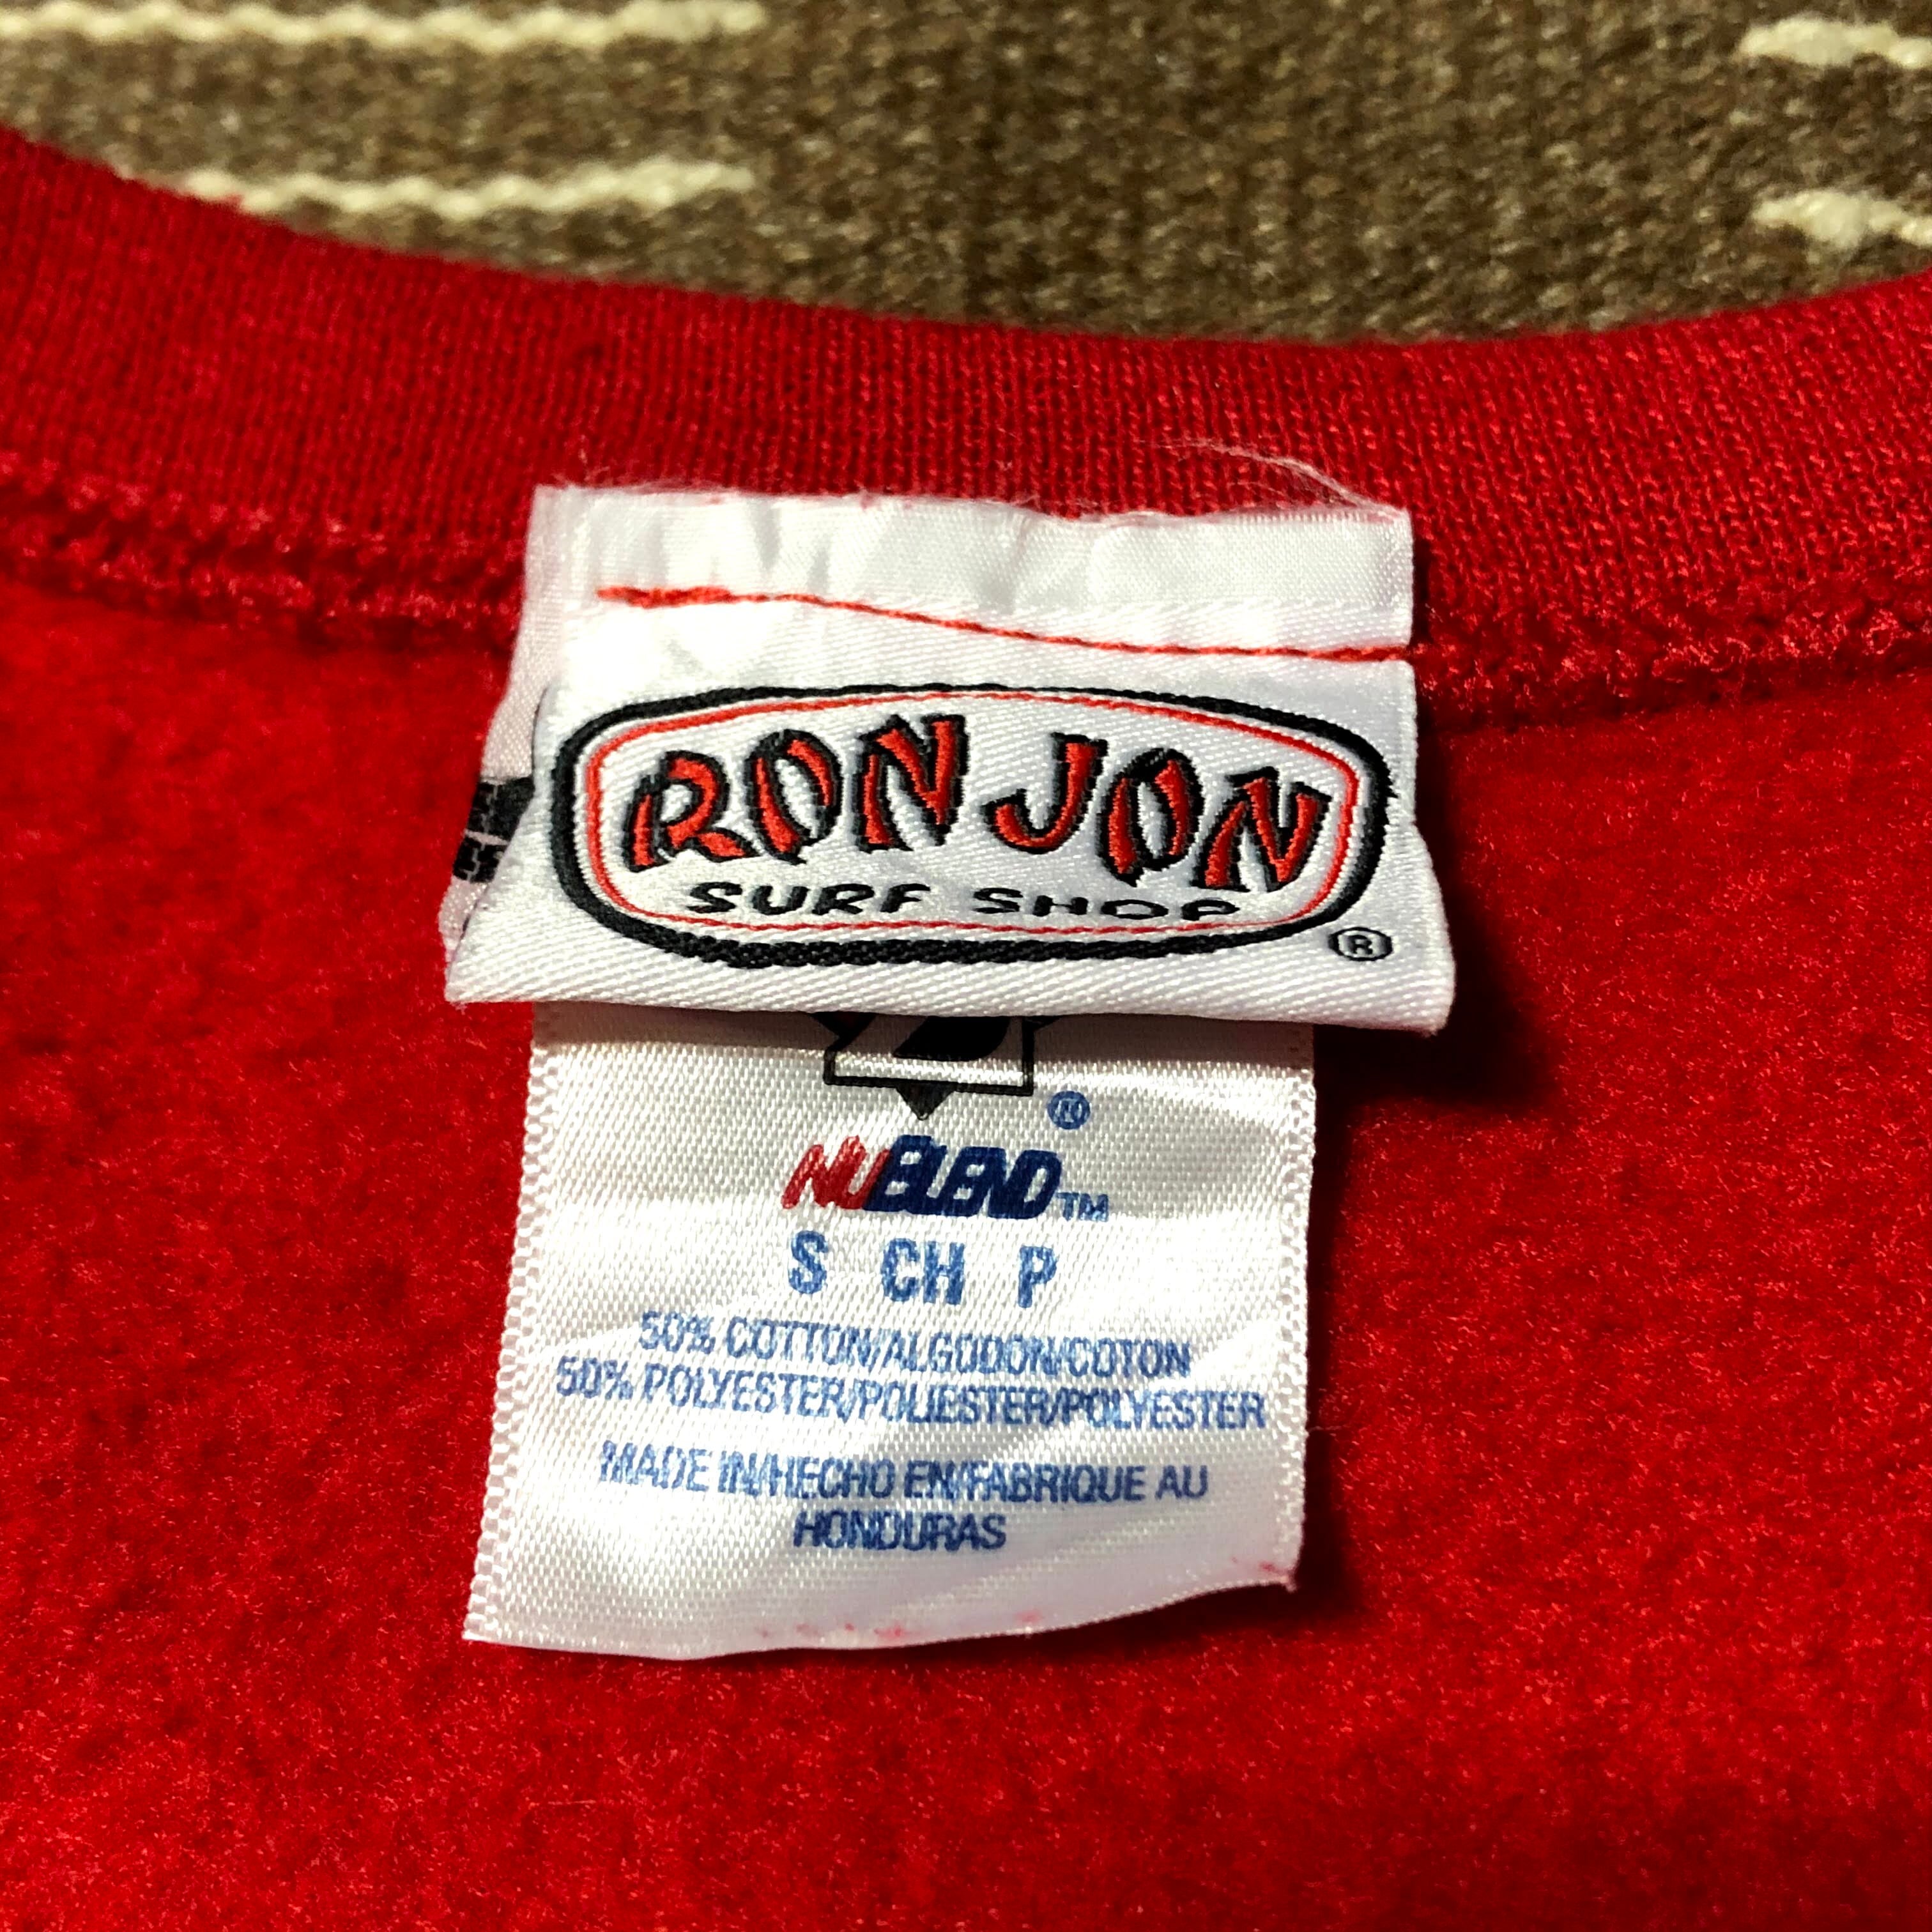 RON JON
SURF SHOP
®
®
NUBLEND™
S CH P
50% COTTON/ALGODON/COTON
50% POLYESTER/POLIESTER/POLYESTER
MADE IN/HECHO EN/FABRIQUE AU
HONDURAS